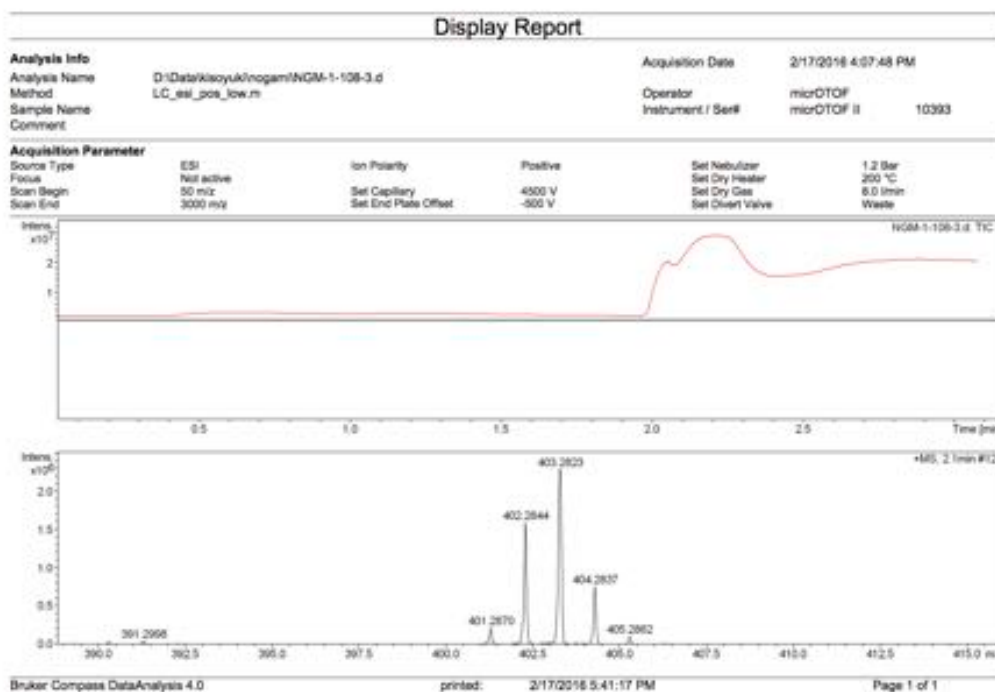 Display Report
Analysis Info
Acquisition Date 2/17/2016 4:07:48 PM
Analysis Name D:\Data\kisoyuki\nogami\NGM-1-108-3.d
Method LC_esi_pos_low.m Operator micrOTOF
Sample Name Instrument / Ser# micrOTOF II 10393
Comment
Acquisition Parameter
Source Type ESI Ion Polarity Positive Set Nebulizer 1.2 Bar
Focus Not active Set Dry Heater 200 °C
Scan Begin 50 m/z Set Capillary 4500 V Set Dry Gas 8.0 l/min
Scan End 3000 m/z Set End Plate Offset -500 V Set Divert Valve Waste
Intens. NGM-1-108-3.d: TIC
x107
2
1
0.5 1.0 1.5 2.0 2.5 Time [min
Intens. +MS, 2.1min #12
403.2823
2.0
402.2844
1.5
1.0
404.2837
0.5
401.2870
405.2862
391.2998
0.0
390.0 392.5 395.0 397.5 400.0 402.5 405.0 407.5 410.0 412.5 415.0
Bruker Compass DataAnalysis 4.0 printed: 2/17/2016 5:41:17 PM Page 1 of 1